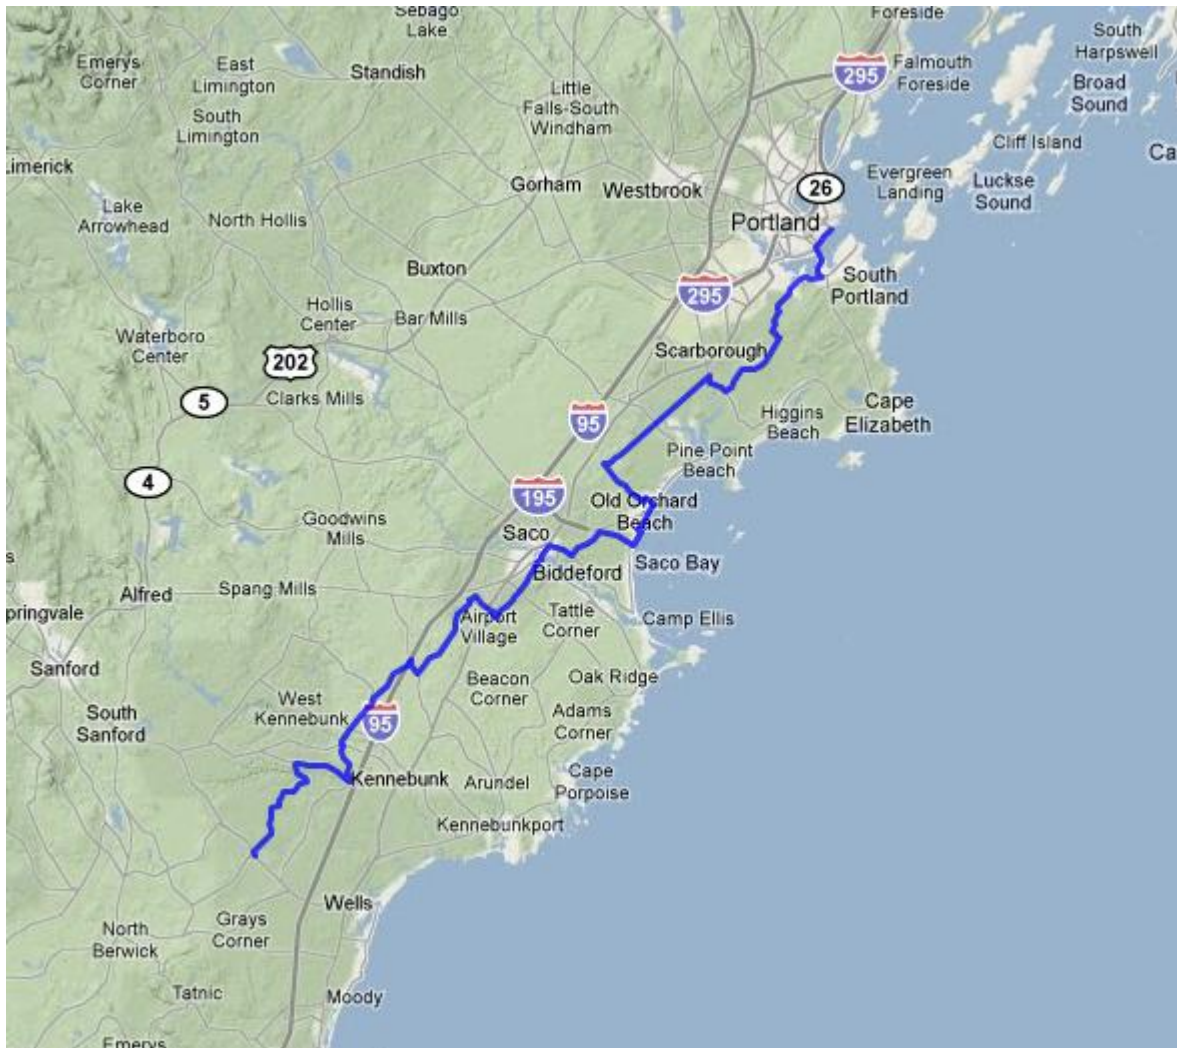 Sebago
Lake
Foreside
South
Harpswell
Emerys
Corner
East
Limington
Standish
295
Falmouth
Foreside
Broad
Sound
Little
Falls-South
Windham
South
Limington
Cliff Island
Ca
Limerick
Gorham
Westbrook
26
Evergreen
Landing
Luckse
Sound
Lake
Arrowhead
North Hollis
Portland
Buxton
South
Portland
295
Hollis
Center
Bar Mills
Waterboro
Center
202
Scarborough
5
Clarks Mills
95
Higgins
Beach
Cape
Elizabeth
Pine Point
Beach
4
195
Old Orchard
Beach
Goodwins
Mills
Saco
s
Biddeford
Saco Bay
Alfred
Spang Mills
pringvale
Airport
Village
Tattle
Corner
Camp Ellis
Sanford
Beacon
Corner
Oak Ridge
West
Kennebunk
South
Sanford
95
Adams
Corner
Kennebunk
Arundel
Cape
Porpoise
Kennebunkport
Wells
Grays
Corner
North
Berwick
Tatnic
Moody
Emerys